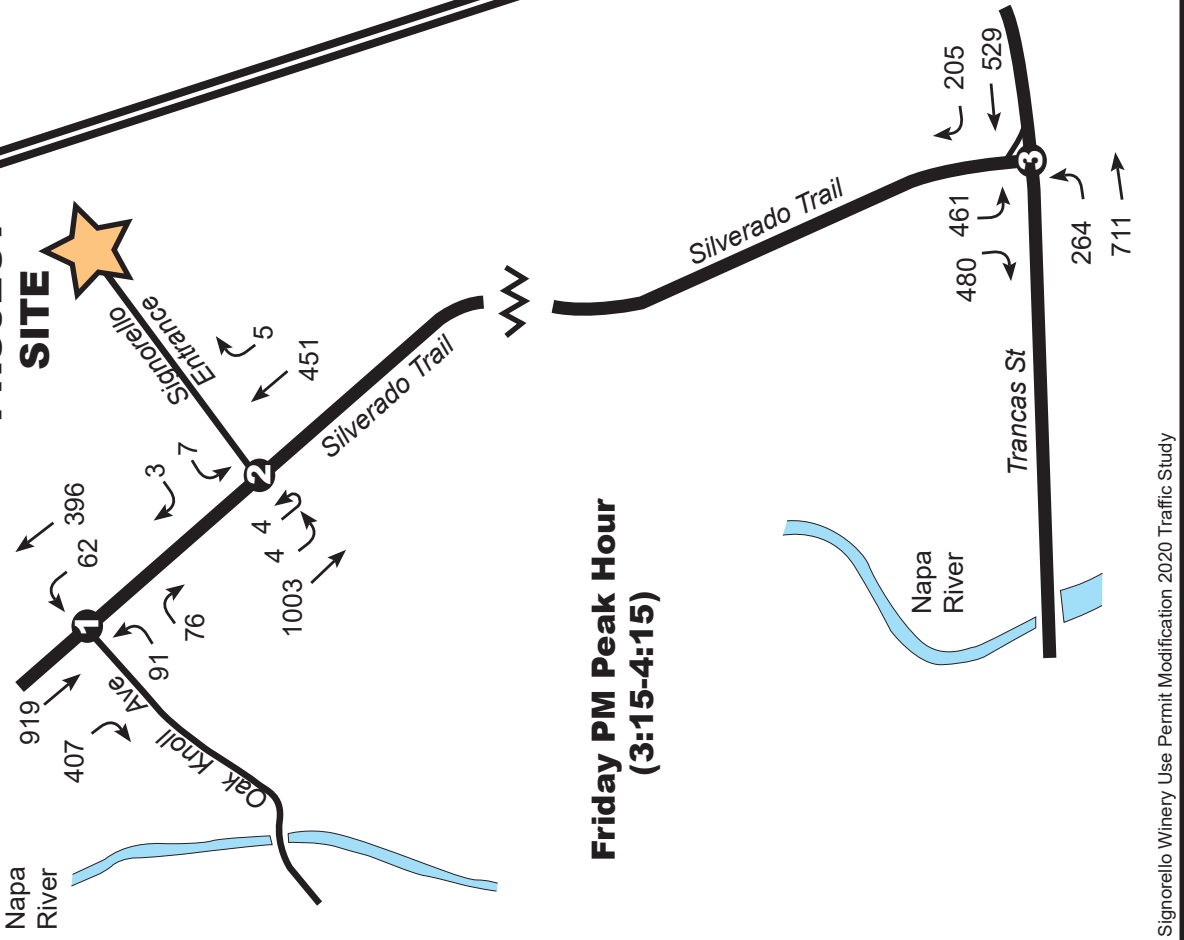 SITE
Napa
River
919
407
396
62
Oak Knoll Ave
91
76
3
7
Signorello
Entrance
5
451
1
2
4
4
1003
Silverado Trail
Friday PM Peak Hour
(3:15-4:15)
Silverado Trail
205
529
461
480
3
264
711
Trancas St
Napa
River
Signorello Winery Use Permit Modification 2020 Traffic Study